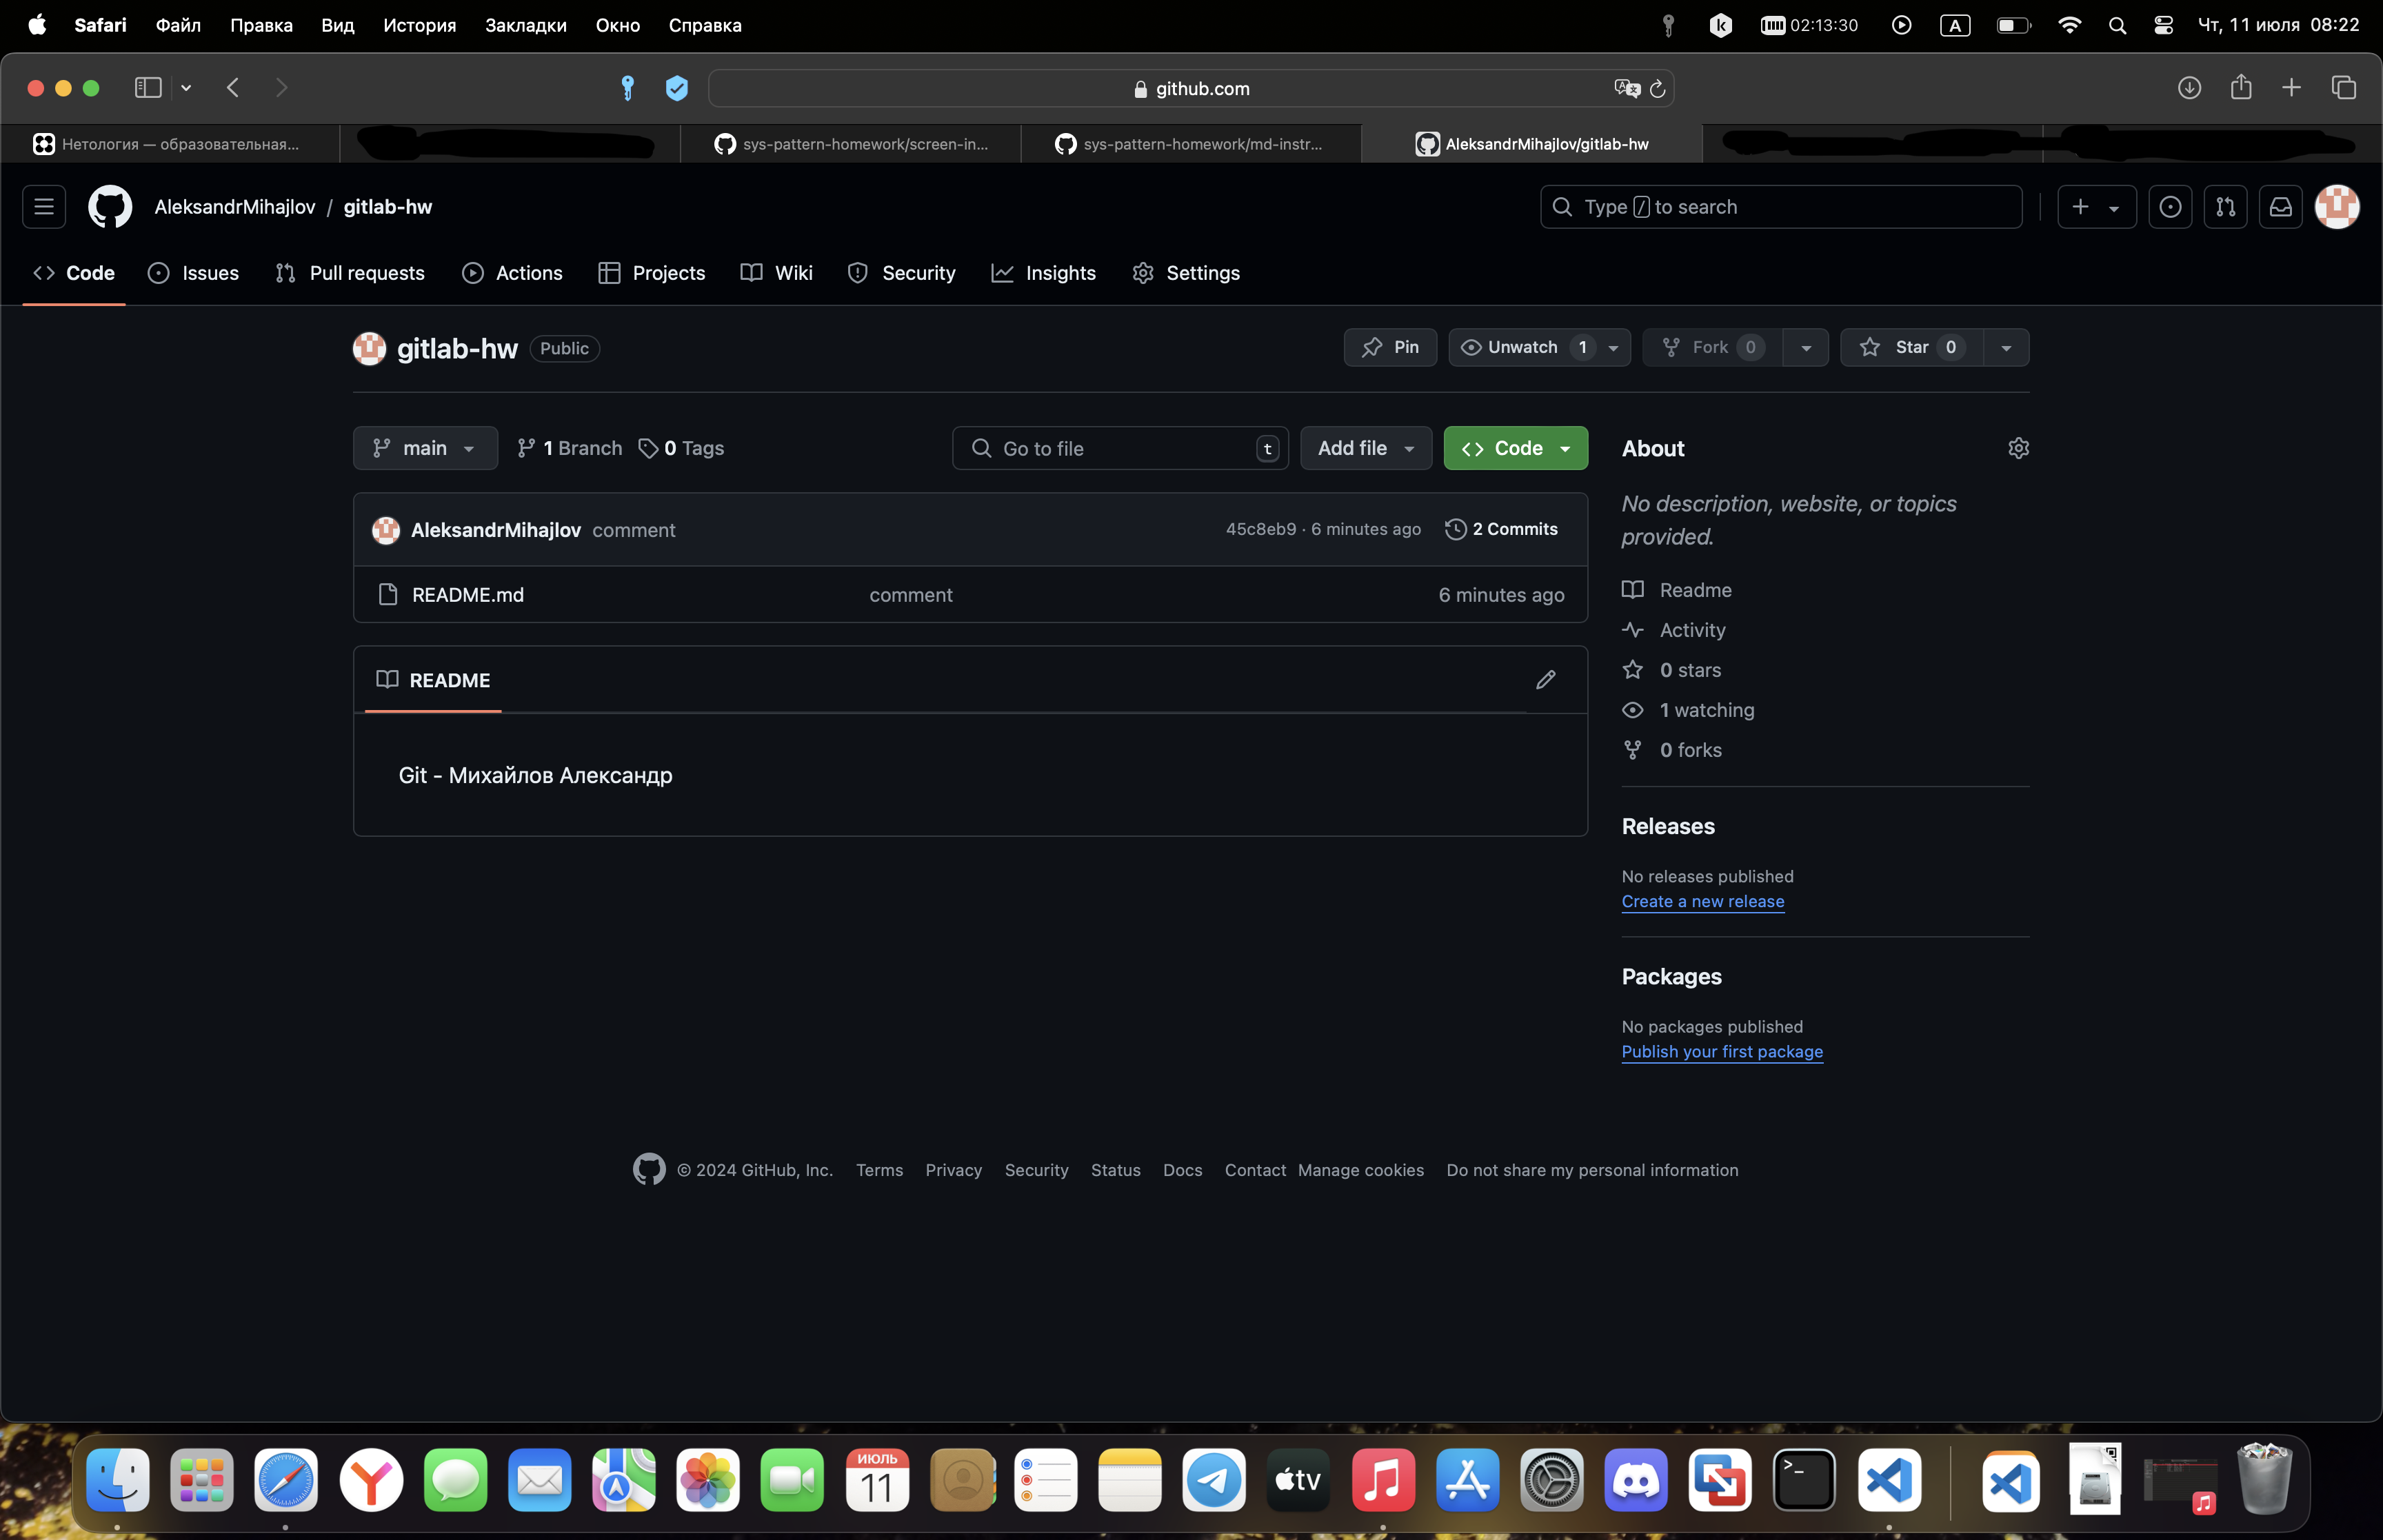 Safari Файл Правка Вид История Закладки Окно Справка 02:13:30 A Чт, 11 июля 08:22
github.com
Нетология — образовательная... sys-pattern-homework/screen-in... sys-pattern-homework/md-instr... AleksandrMihajlov/gitlab-hw
AleksandrMihajlov / gitlab-hw Type / to search
Code Issues Pull requests Actions Projects Wiki Security Insights Settings
gitlab-hw Public Pin Unwatch 1 Fork 0 Star 0
main 1 Branch 0 Tags Go to file t Add file Code About
No description, website, or topics
provided.
AleksandrMihajlov comment 45c8eb9 · 6 minutes ago 2 Commits
README.md comment 6 minutes ago
Readme
Activity
0 stars
1 watching
0 forks
README
Git - Михайлов Александр
Releases
No releases published
Create a new release
Packages
No packages published
Publish your first package
© 2024 GitHub, Inc. Terms Privacy Security Status Docs Contact Manage cookies Do not share my personal information
ИЮЛЬ
11
tv